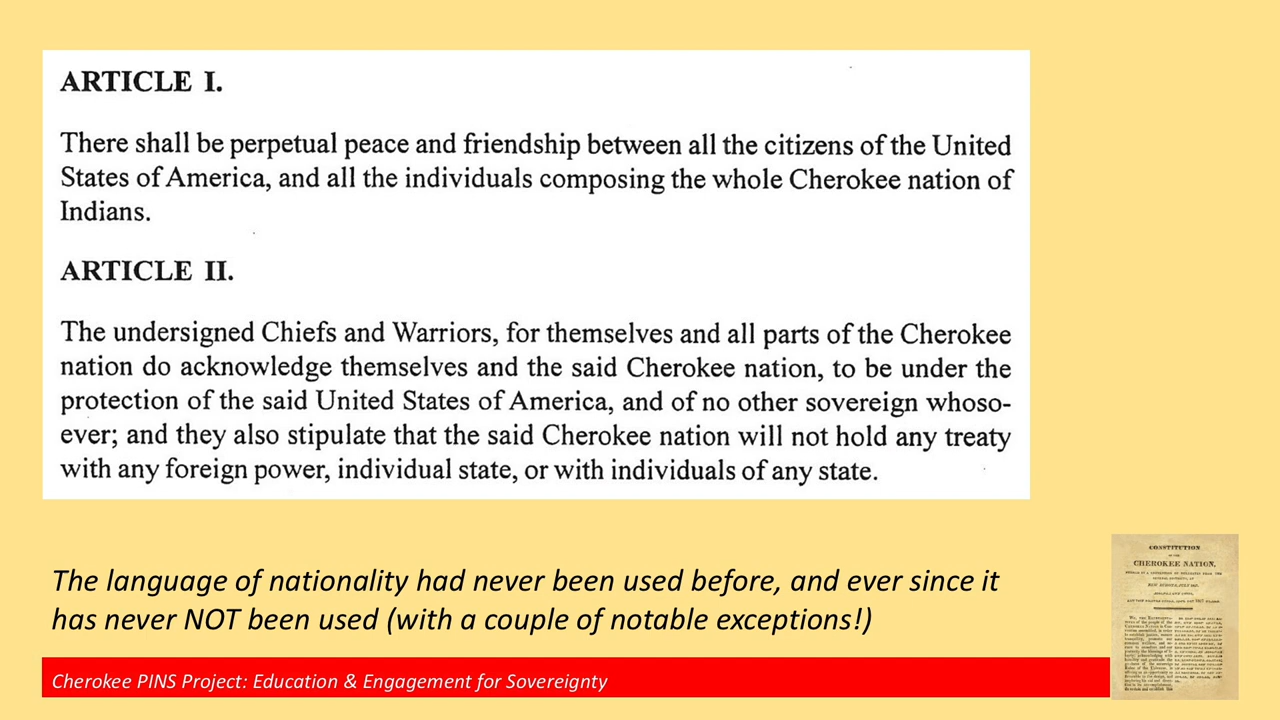 ARTICLE I.
There shall be perpetual peace and friendship between all the citizens of the United
States of America, and all the individuals composing the whole Cherokee nation of
Indians.
ARTICLE II.
The undersigned Chiefs and Warriors, for themselves and all parts of the Cherokee
nation do acknowledge themselves and the said Cherokee nation, to be under the
protection of the said United States of America, and of no other sovereign whoso-
ever; and they also stipulate that the said Cherokee nation will not hold any treaty
with any foreign power, individual state, or with individuals of any state.
The language of nationality had never been used before, and ever since it
has never NOT been used (with a couple of notable exceptions!)
Cherokee PINS Project: Education & Engagement for Sovereignty
CONSTITUTION
OF THE
CHEROKEE NATION,